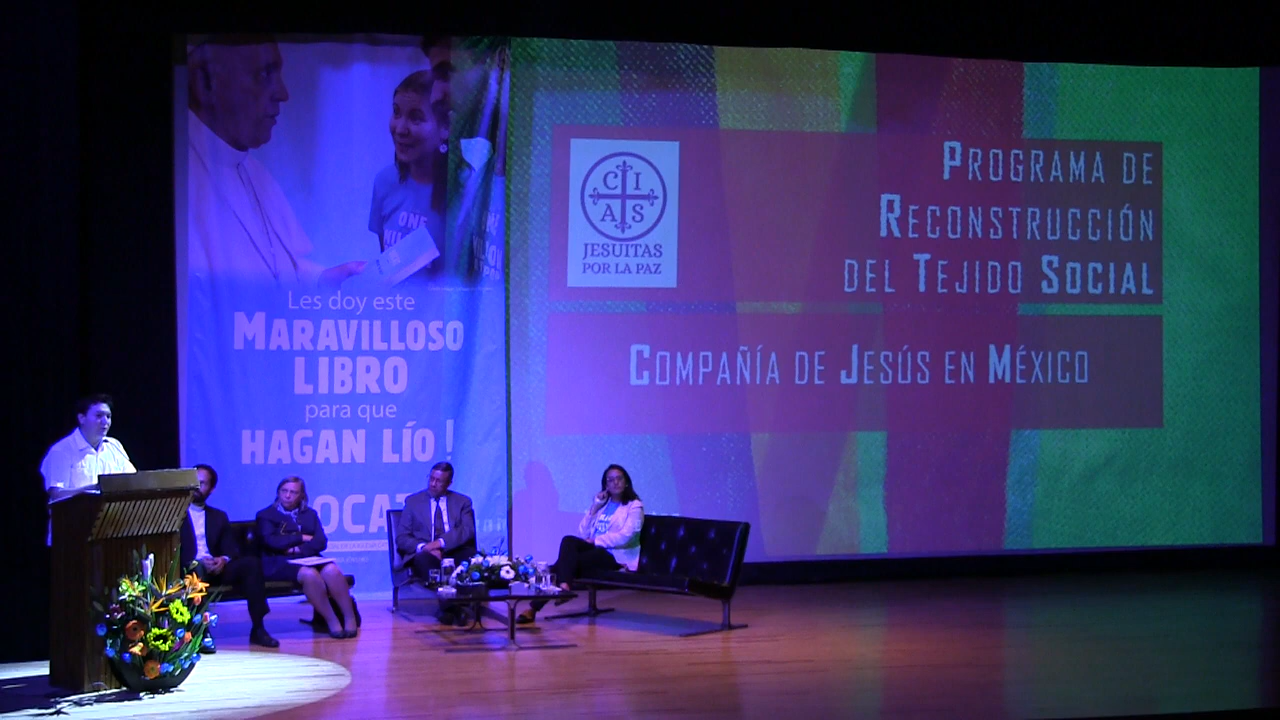 Les doy este
MARAVILLOSO
LIBRO
para que
HAGAN LÍO!
ONE
C I
A S
JESUITAS
POR LA PAZ
PROGRAMA DE
RECONSTRUCCIÓN
DEL TEJIDO SOCIAL
COMPAÑÍA DE JESÚS EN MÉXICO